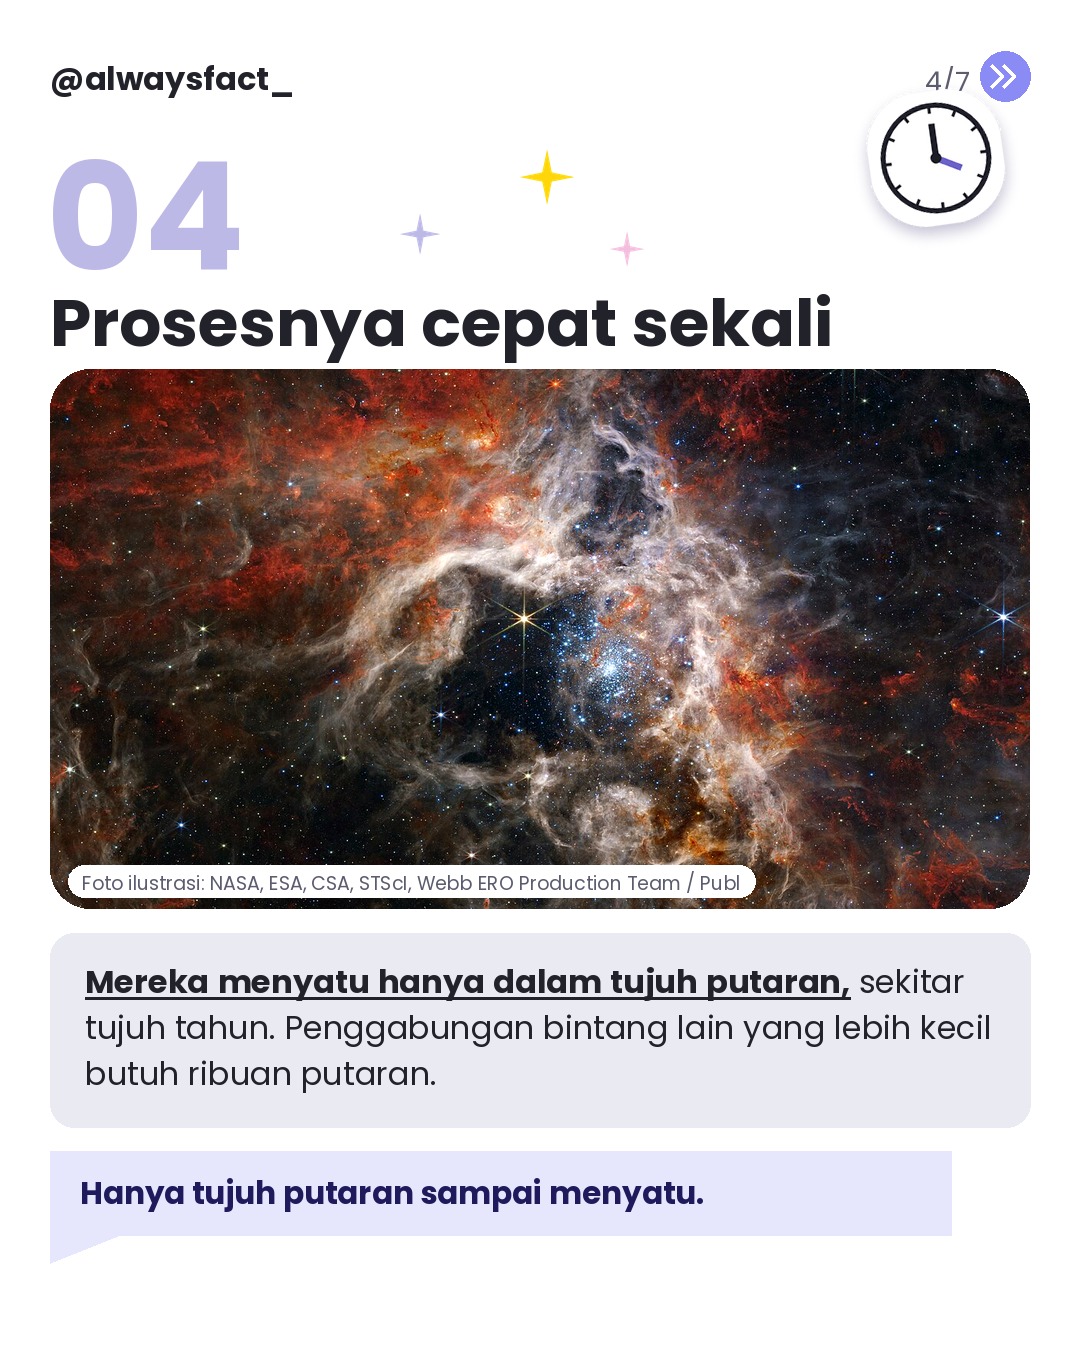 @alwaysfact_
4/7
04
Prosesnya cepat sekali
Foto ilustrasi: NASA, ESA, CSA, STScI, Webb ERO Production Team / Publ
Mereka menyatu hanya dalam tujuh putaran, sekitar
tujuh tahun. Penggabungan bintang lain yang lebih kecil
butuh ribuan putaran.
Hanya tujuh putaran sampai menyatu.